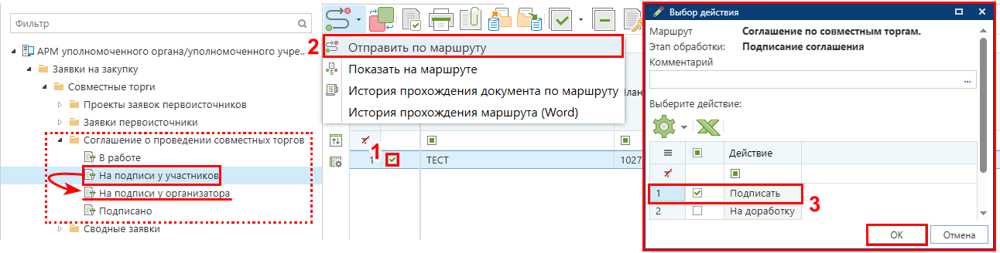 Фильтр
АРМ уполномоченного органа/уполномоченного учре..
Заявки на закупку
Совместные торги
Проекты заявок первоисточников
Заявки первоисточники
Соглашение о проведении совместных торгов
В работе
На подписи у участников
На подписи у организатора
Подписано
Сводные заявки
2
Отправить по маршруту
Показать на маршруте
История прохождения документа по маршруту
План
История прохождения маршрута (Word)
1
1
ТЕСТ
1027
Выбор действия
Маршрут Соглашение по совместным торгам.
Этап обработки: Подписание соглашения
Комментарий
...
Выберите действие:
Действие
1 Подписать
3
2 На доработку
ОК
Отмена